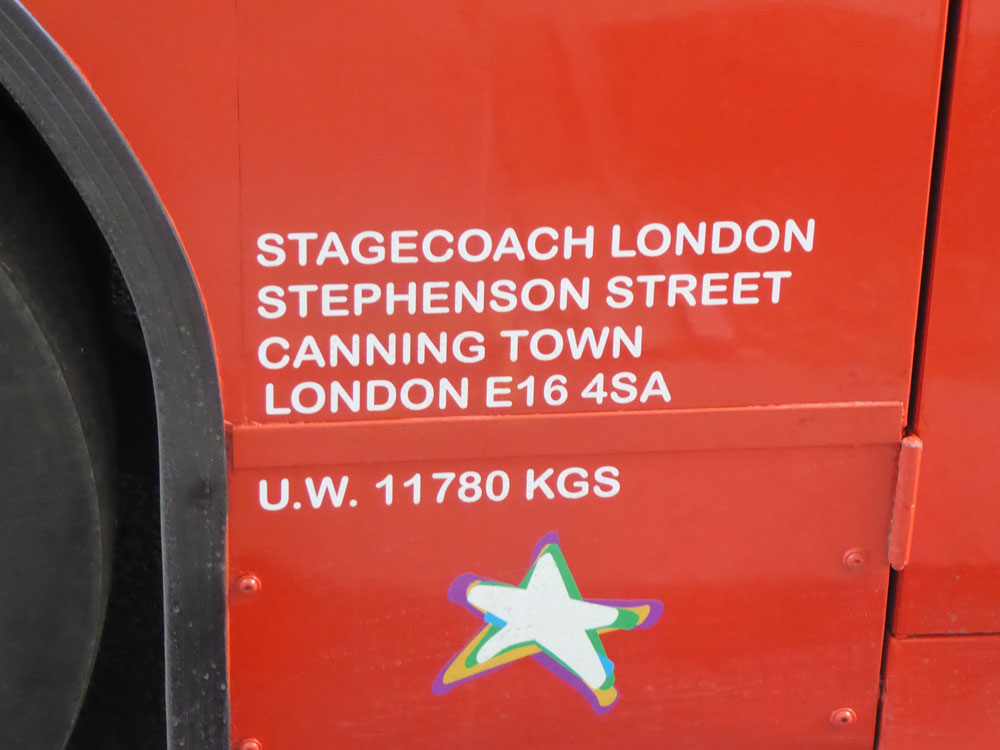 STAGECOACH LONDON
STEPHENSON STREET
CANNING TOWN
LONDON E16 4SA
U.W. 11780 KGS